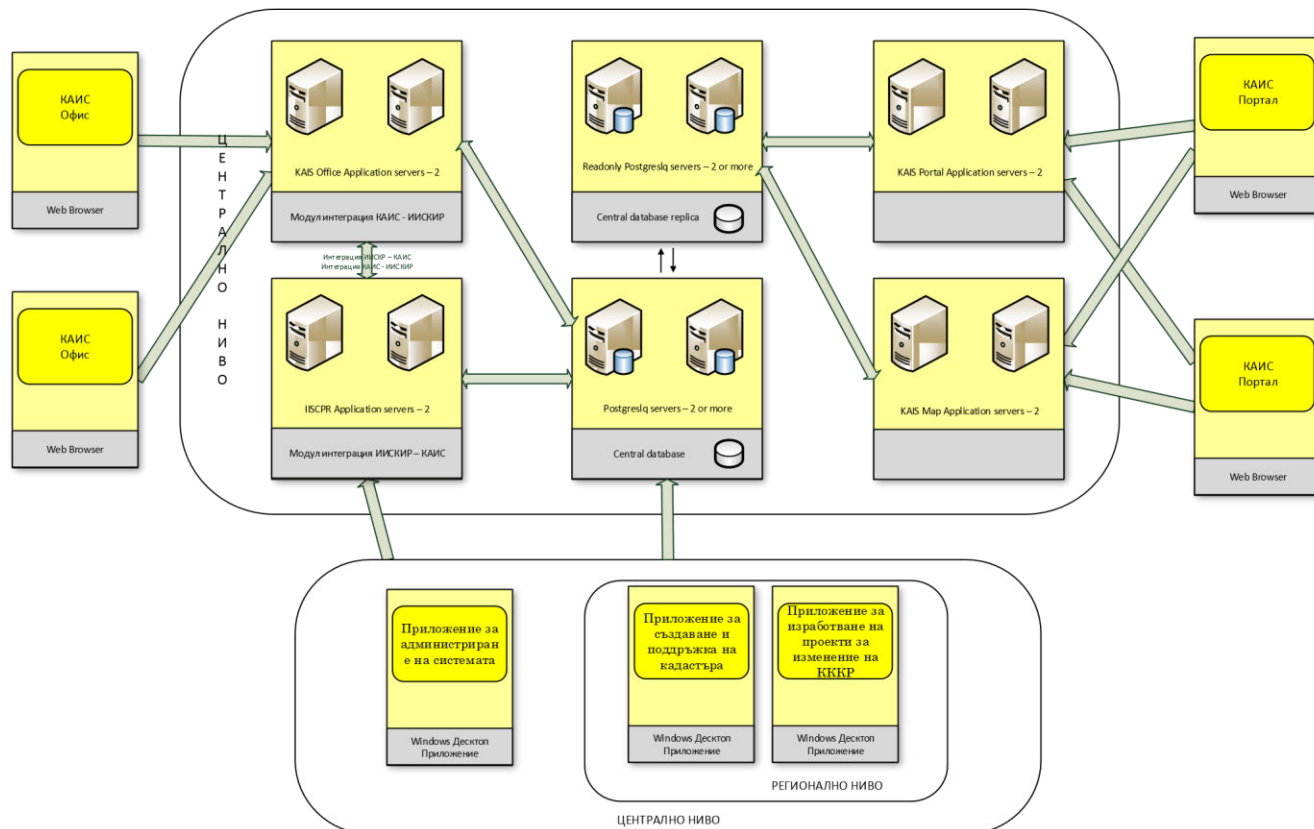 КАИС
Офис
Web Browser
КАИС
Офис
Web Browser
ЦЕНТРАЛНО НИВО
KAIS Office Application servers – 2
Модул интеграция КАИС - ИИСКИР
Интеграция ИИСКР – КАИС
Интеграция КАИС - ИИСКИР
IISCPR Application servers – 2
Модул интеграция ИИСКИР – КАИС
Readonly Postgreslq servers – 2 or more
Central database replica
Postgreslq servers – 2 or more
Central database
KAIS Portal Application servers – 2
KAIS Map Application servers – 2
КАИС
Портал
Web Browser
КАИС
Портал
Web Browser
Приложение за
администриран
е на системата
Windows Десктоп
Приложение
Приложение за
създаване и
поддръжка на
кадастъра
Windows Десктоп
Приложение
Приложение за
изработване на
проекти за
изменение на
КККР
Windows Десктоп
Приложение
РЕГИОНАЛНО НИВО
ЦЕНТРАЛНО НИВО